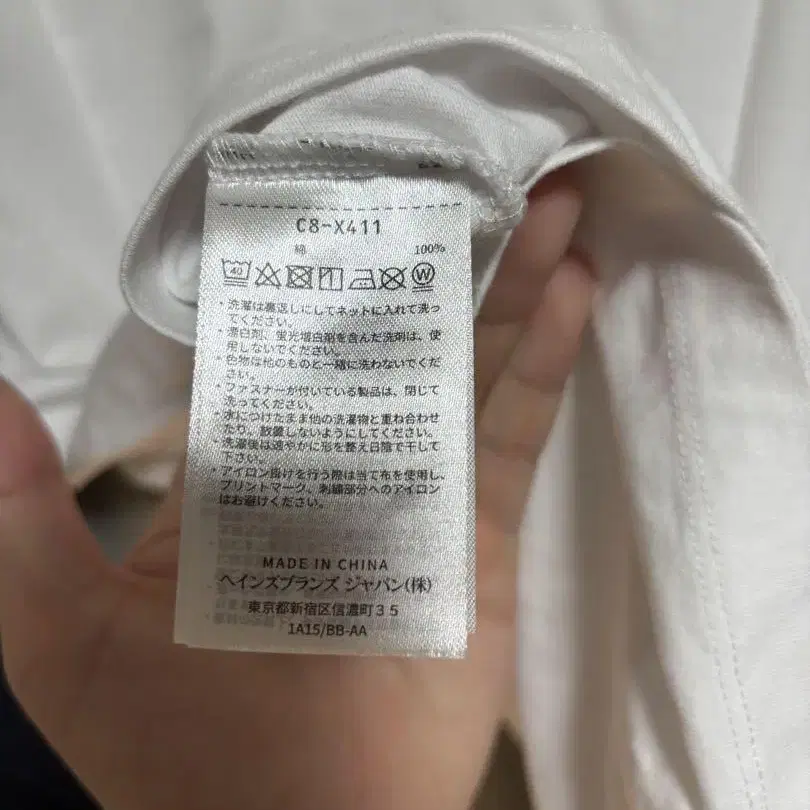 C8-X411
綿 100%
40 W
・洗濯は裏返しにしてネットに入れて洗っ
てください。
・漂白剤、蛍光増白剤を含んだ洗剤は、使
用しないでください。
・色物は他のものと一緒に洗わないでくだ
さい。
・ファスナーが付いている製品は、閉じて
洗ってください。
・水につけたまま他の洗濯物と重ね合わせ
たり、放置しないようにしてください。
・洗濯後は速やかに形を整え日陰で干して
下さい。
・アイロン掛けを行う際は当て布を使用し、
プリントマーク、刺繍部分へのアイロン
はお避けください。
MADE IN CHINA
ヘインズブランズ ジャパン(株)
東京都新宿区信濃町35
1A15/BB-AA